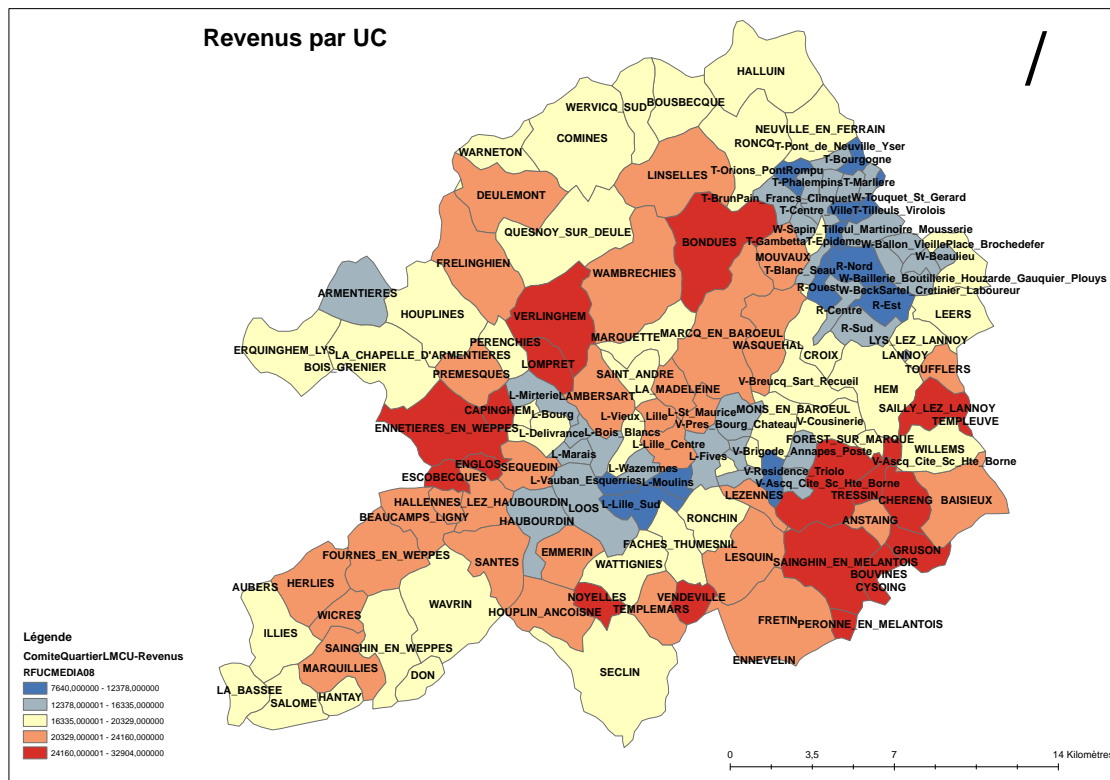 Revenus par UC
HALLUIN
WERVICQ_SUD
BOUSBECQUE
COMINES
RONCQ
NEUVILLE_EN_FERRAIN
WARNETON
T-Pont_de_Neuville_Yser
T-Bourgogne
LINSELLES
T-Orions_PontRompu
T-Phalempins
T-Marliere
DEULEMONT
T-BrunPain_Francs_Clinquet
W-Touquet_St_Gerard
T-Centre_Ville
T-Tilleuls_Virolois
QUESNOY_SUR_DEULE
BONDUES
W-Sapin_Tilleul_Martinoire_Mousserie
T-Gambetta
T-Epideme
W-Ballon_VieillePlace_Brochedefer
MOUVAUX
W-Beaulieu
FRELINGHIEN
WAMBRECHIES
T-Blanc_Seau
R-Nord
W-Baillerie_Boutillerie_Houzarde_Gauquier_Plouys
ARMENTIERES
R-Ouest
W-BeckSartel_Cretinier_Laboureur
HOUPLINES
VERLINGHEM
R-Est
R-Centre
LEERS
MARQUETTE
MARCQ_EN_BAROEUL
R-Sud
PERENCHIES
WASQUEHAL
LYS_LEZ_LANNOY
ERQUINGHEM_LYS
LA_CHAPELLE_D'ARMENTIERES
CROIX
LANNOY
BOIS_GRENIER
LOMPRET
TOUFFLERS
PREMESQUES
SAINT_ANDRE
HEM
LA_MADELEINE
V-Breucq_Sart_Recueil
L-Mirterie
LAMBERSART
CAPINGHEM
L-Bourg
L-Vieux_Lille
L-St_Maurice
MONS_EN_BAROEUL
SAILLY_LEZ_LANNOY
TEMPLEUVE
V-Pres_Bourg_Chateau
V-Cousinerie
ENNETIERES_EN_WEPPES
L-Delivrance
L-Bois_Blancs
L-Lille_Centre
FOREST_SUR_MARQUE
L-Marais
L-Fives
V-Brigode_Annapes_Poste
WILLEMS
ENGLOS
L-Wazemmes
V-Ascq_Cite_Sc_Hte_Borne
ESCOBECQUES
SEQUEDIN
V-Residence_Triolo
L-Vauban_Esquerries
L-Moulins
V-Ascq_Cite_Sc_Hte_Borne
HALLENNES_LEZ_HAUBOURDIN
LEZENNES
TRESSIN
CHERENG
BAISIEUX
BEAUCAMPS_LIGNY
LOOS
L-Lille_Sud
HAUBOURDIN
RONCHIN
ANSTAING
FOURNES_EN_WEPPES
EMMERIN
FACHES_THUMESNIL
LESQUIN
GRUSON
SANTES
WATTIGNIES
SAINGHIN_EN_MELANTOIS
BOUVINES
AUBERS
HERLIES
CYSOING
WAVRIN
NOYELLES
VENDEVILLE
WICRES
HOUPLIN_ANCOISNE
TEMPLEMARS
FRETIN
PERONNE_EN_MELANTOIS
ILLIES
SAINGHIN_EN_WEPPES
ENNEVELIN
MARQUILLIES
DON
SECLIN
LA_BASSEE
HANTAY
SALOME
Légende
ComiteQuartierLMCU-Revenus
RFUCMEDIA08
7640,000000 - 12378,000000
12378,000001 - 16335,000000
16335,000001 - 20329,000000
20329,000001 - 24160,000000
24160,000001 - 32904,000000
0 3,5 7 14 Kilomètres